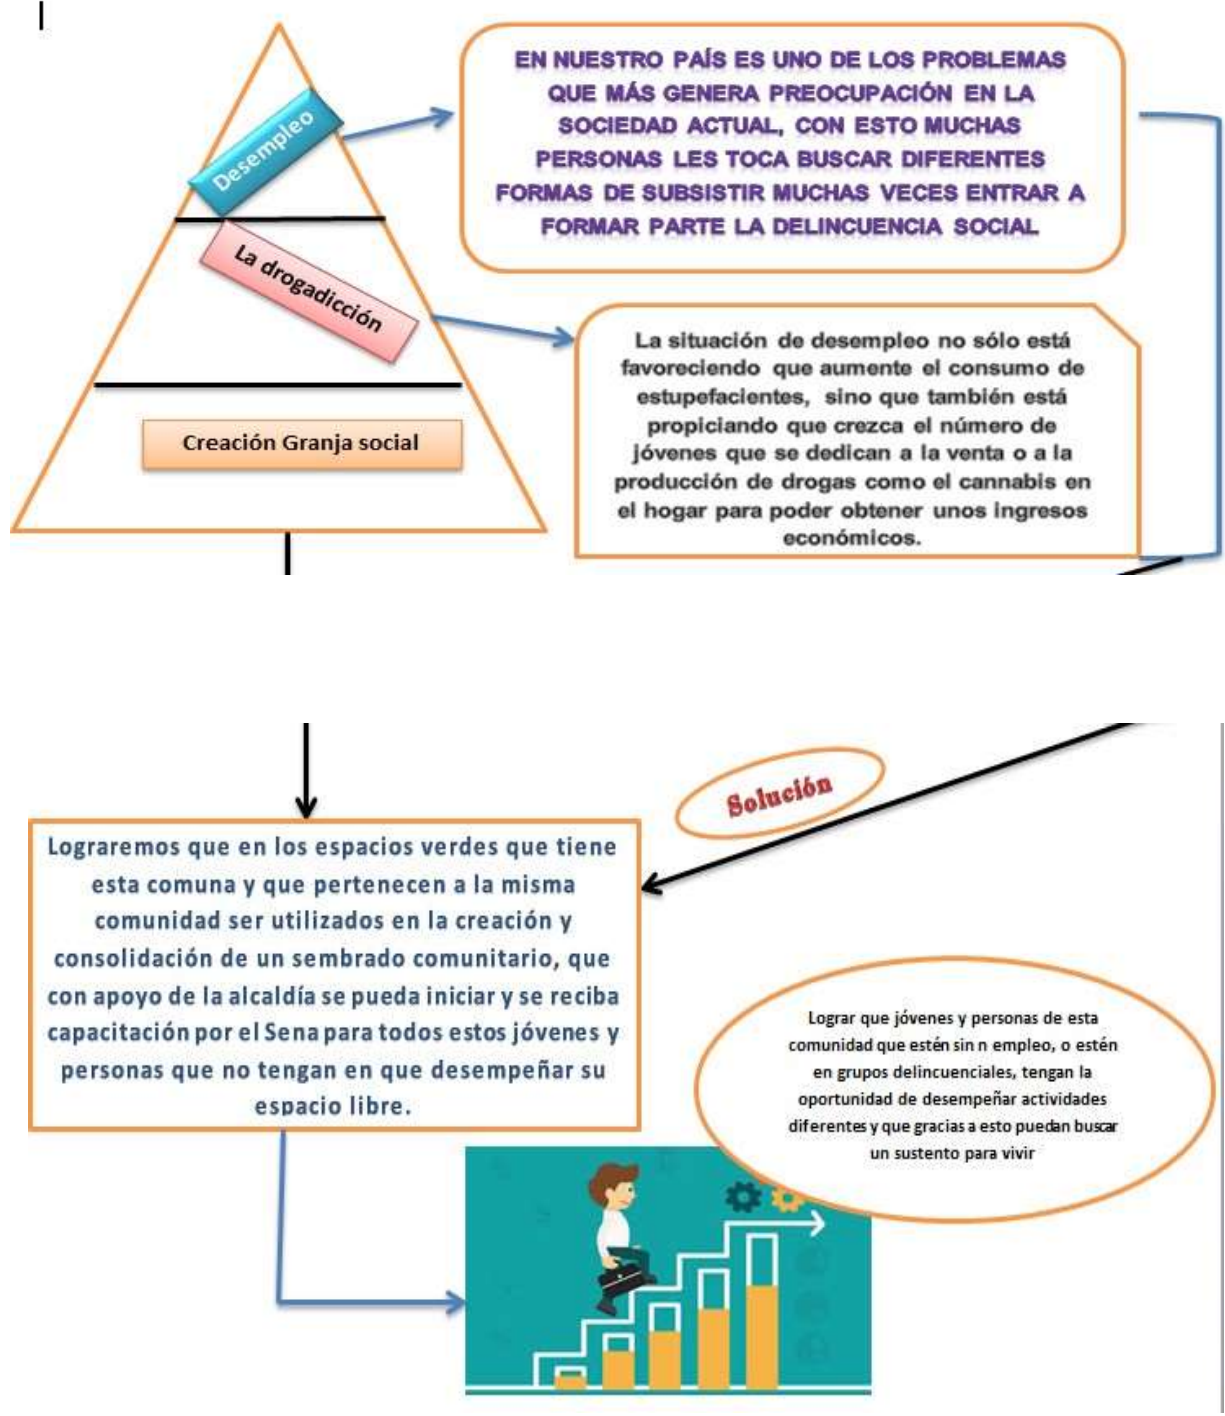 Desempleo
EN NUESTRO PAÍS ES UNO DE LOS PROBLEMAS
QUE MÁS GENERA PREOCUPACIÓN EN LA
SOCIEDAD ACTUAL, CON ESTO MUCHAS
PERSONAS LES TOCA BUSCAR DIFERENTES
FORMAS DE SUBSISTIR MUCHAS VECES ENTRAR A
FORMAR PARTE LA DELINCUENCIA SOCIAL
La drogadicción
La situación de desempleo no sólo está
favoreciendo que aumente el consumo de
estupefacientes, sino que también está
propiciando que crezca el número de
jóvenes que se dedican a la venta o a la
producción de drogas como el cannabis en
el hogar para poder obtener unos ingresos
económicos.
Creación Granja social
Solución
Lograremos que en los espacios verdes que tiene
esta comuna y que pertenecen a la misma
comunidad ser utilizados en la creación y
consolidación de un sembrado comunitario, que
con apoyo de la alcaldía se pueda iniciar y se reciba
capacitación por el Sena para todos estos jóvenes y
personas que no tengan en que desempeñar su
espacio libre.
Lograr que jóvenes y personas de esta
comunidad que estén sin n empleo, o estén
en grupos delincuenciales, tengan la
oportunidad de desempeñar actividades
diferentes y que gracias a esto puedan buscar
un sustento para vivir